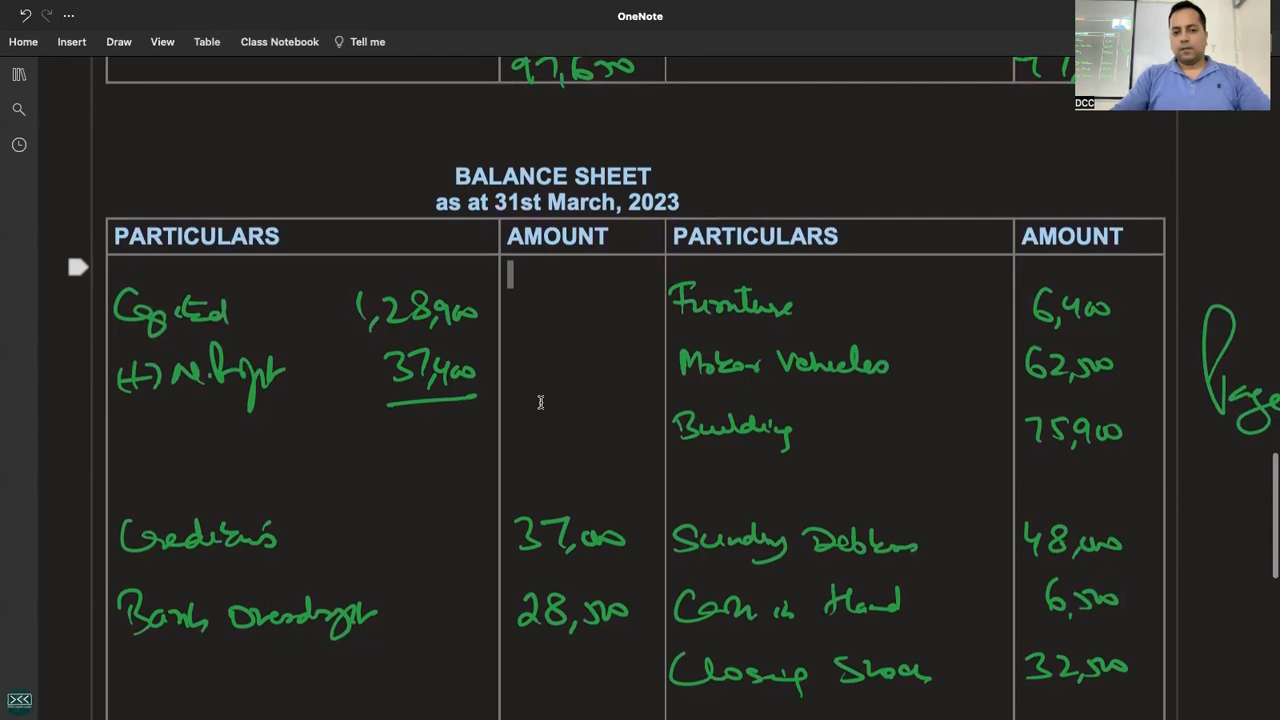 OneNote
Home Insert Draw View Table Class Notebook Tell me
DCC
97,650
BALANCE SHEET
as at 31st March, 2023
PARTICULARS AMOUNT PARTICULARS AMOUNT
Capital 1,28,900 Furniture 6,400
(+) N.Profit 37,400 Motor Vehicles 62,500
Building 75,900
Page
Creditors 37,000 Sundry Debtors 48,000
Bank Overdraft 28,500 Cash in Hand 6,500
Closing Stock 32,500